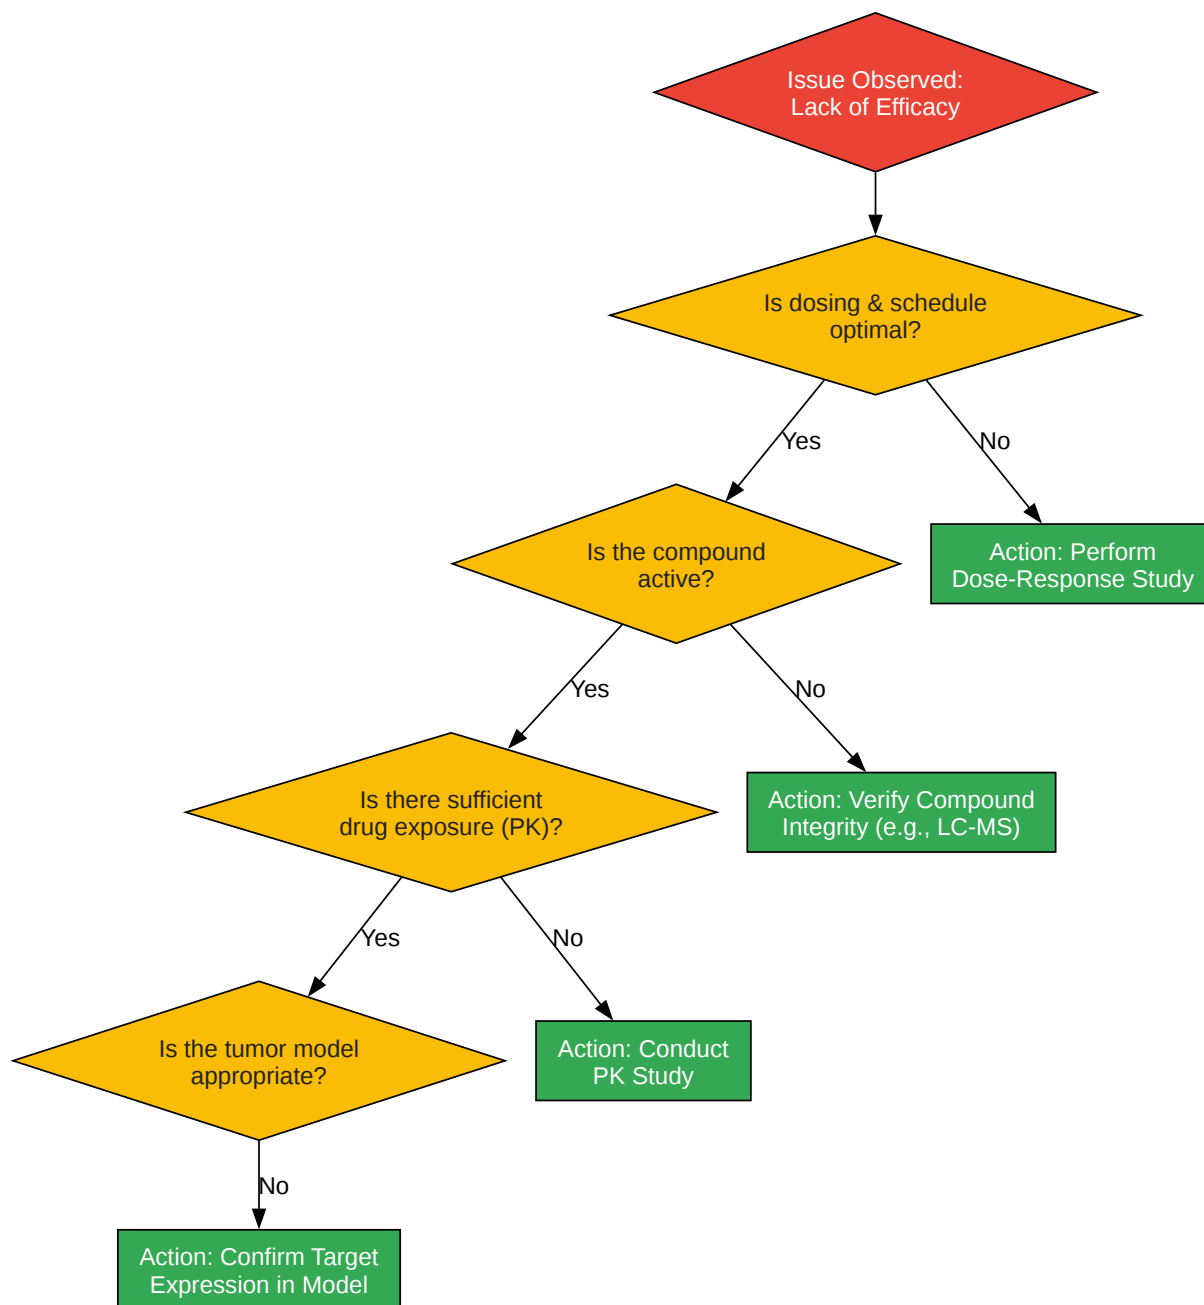 Issue Observed:
Lack of Efficacy
Is dosing & schedule
optimal?
Yes
No
Is the compound
active?
Action: Perform
Dose-Response Study
Yes
No
Is there sufficient
drug exposure (PK)?
Action: Verify Compound
Integrity (e.g., LC-MS)
Yes
No
Is the tumor model
appropriate?
Action: Conduct
PK Study
No
Action: Confirm Target
Expression in Model